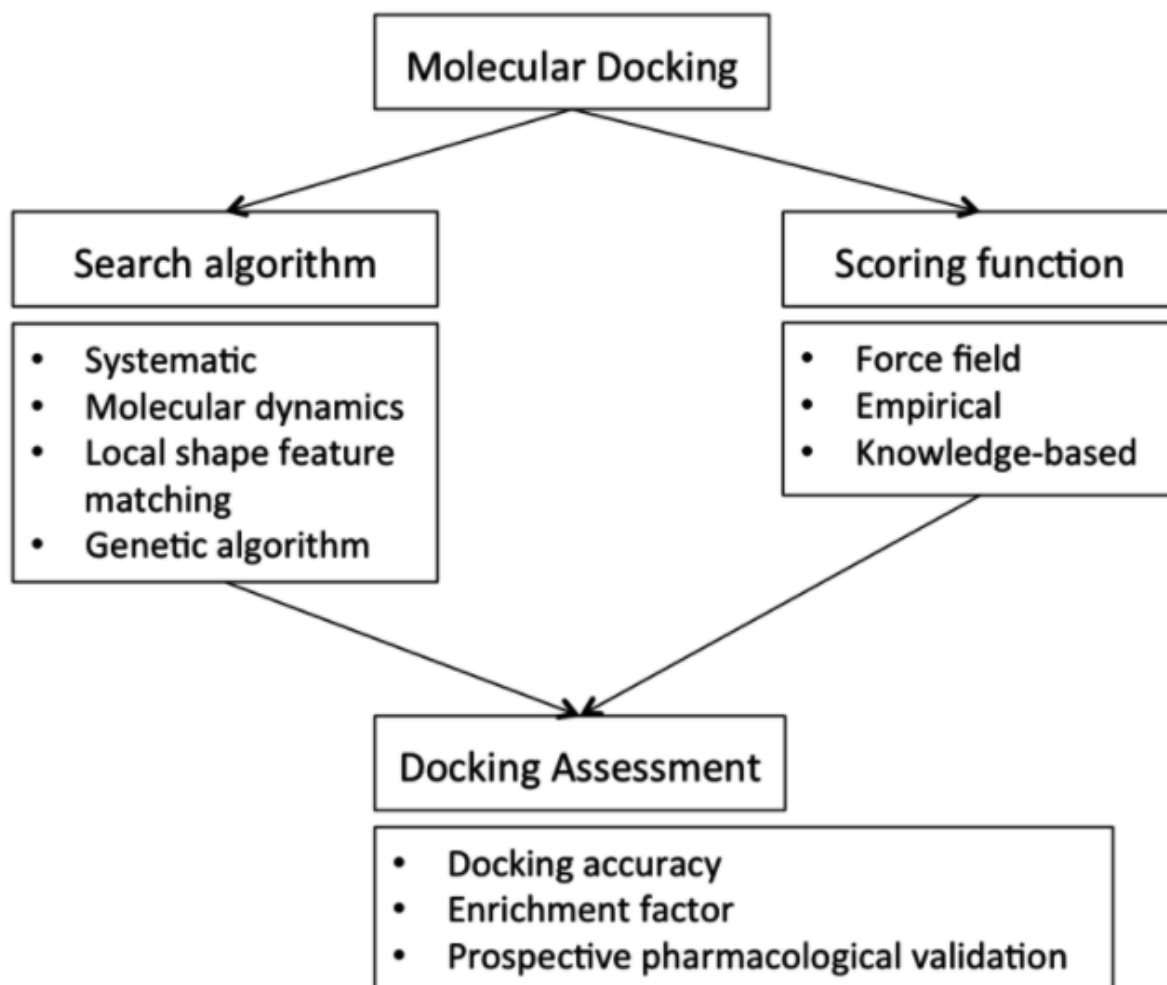 Molecular Docking
Search algorithm
• Systematic
• Molecular dynamics
• Local shape feature
matching
• Genetic algorithm
Scoring function
• Force field
• Empirical
• Knowledge-based
Docking Assessment
• Docking accuracy
• Enrichment factor
• Prospective pharmacological validation